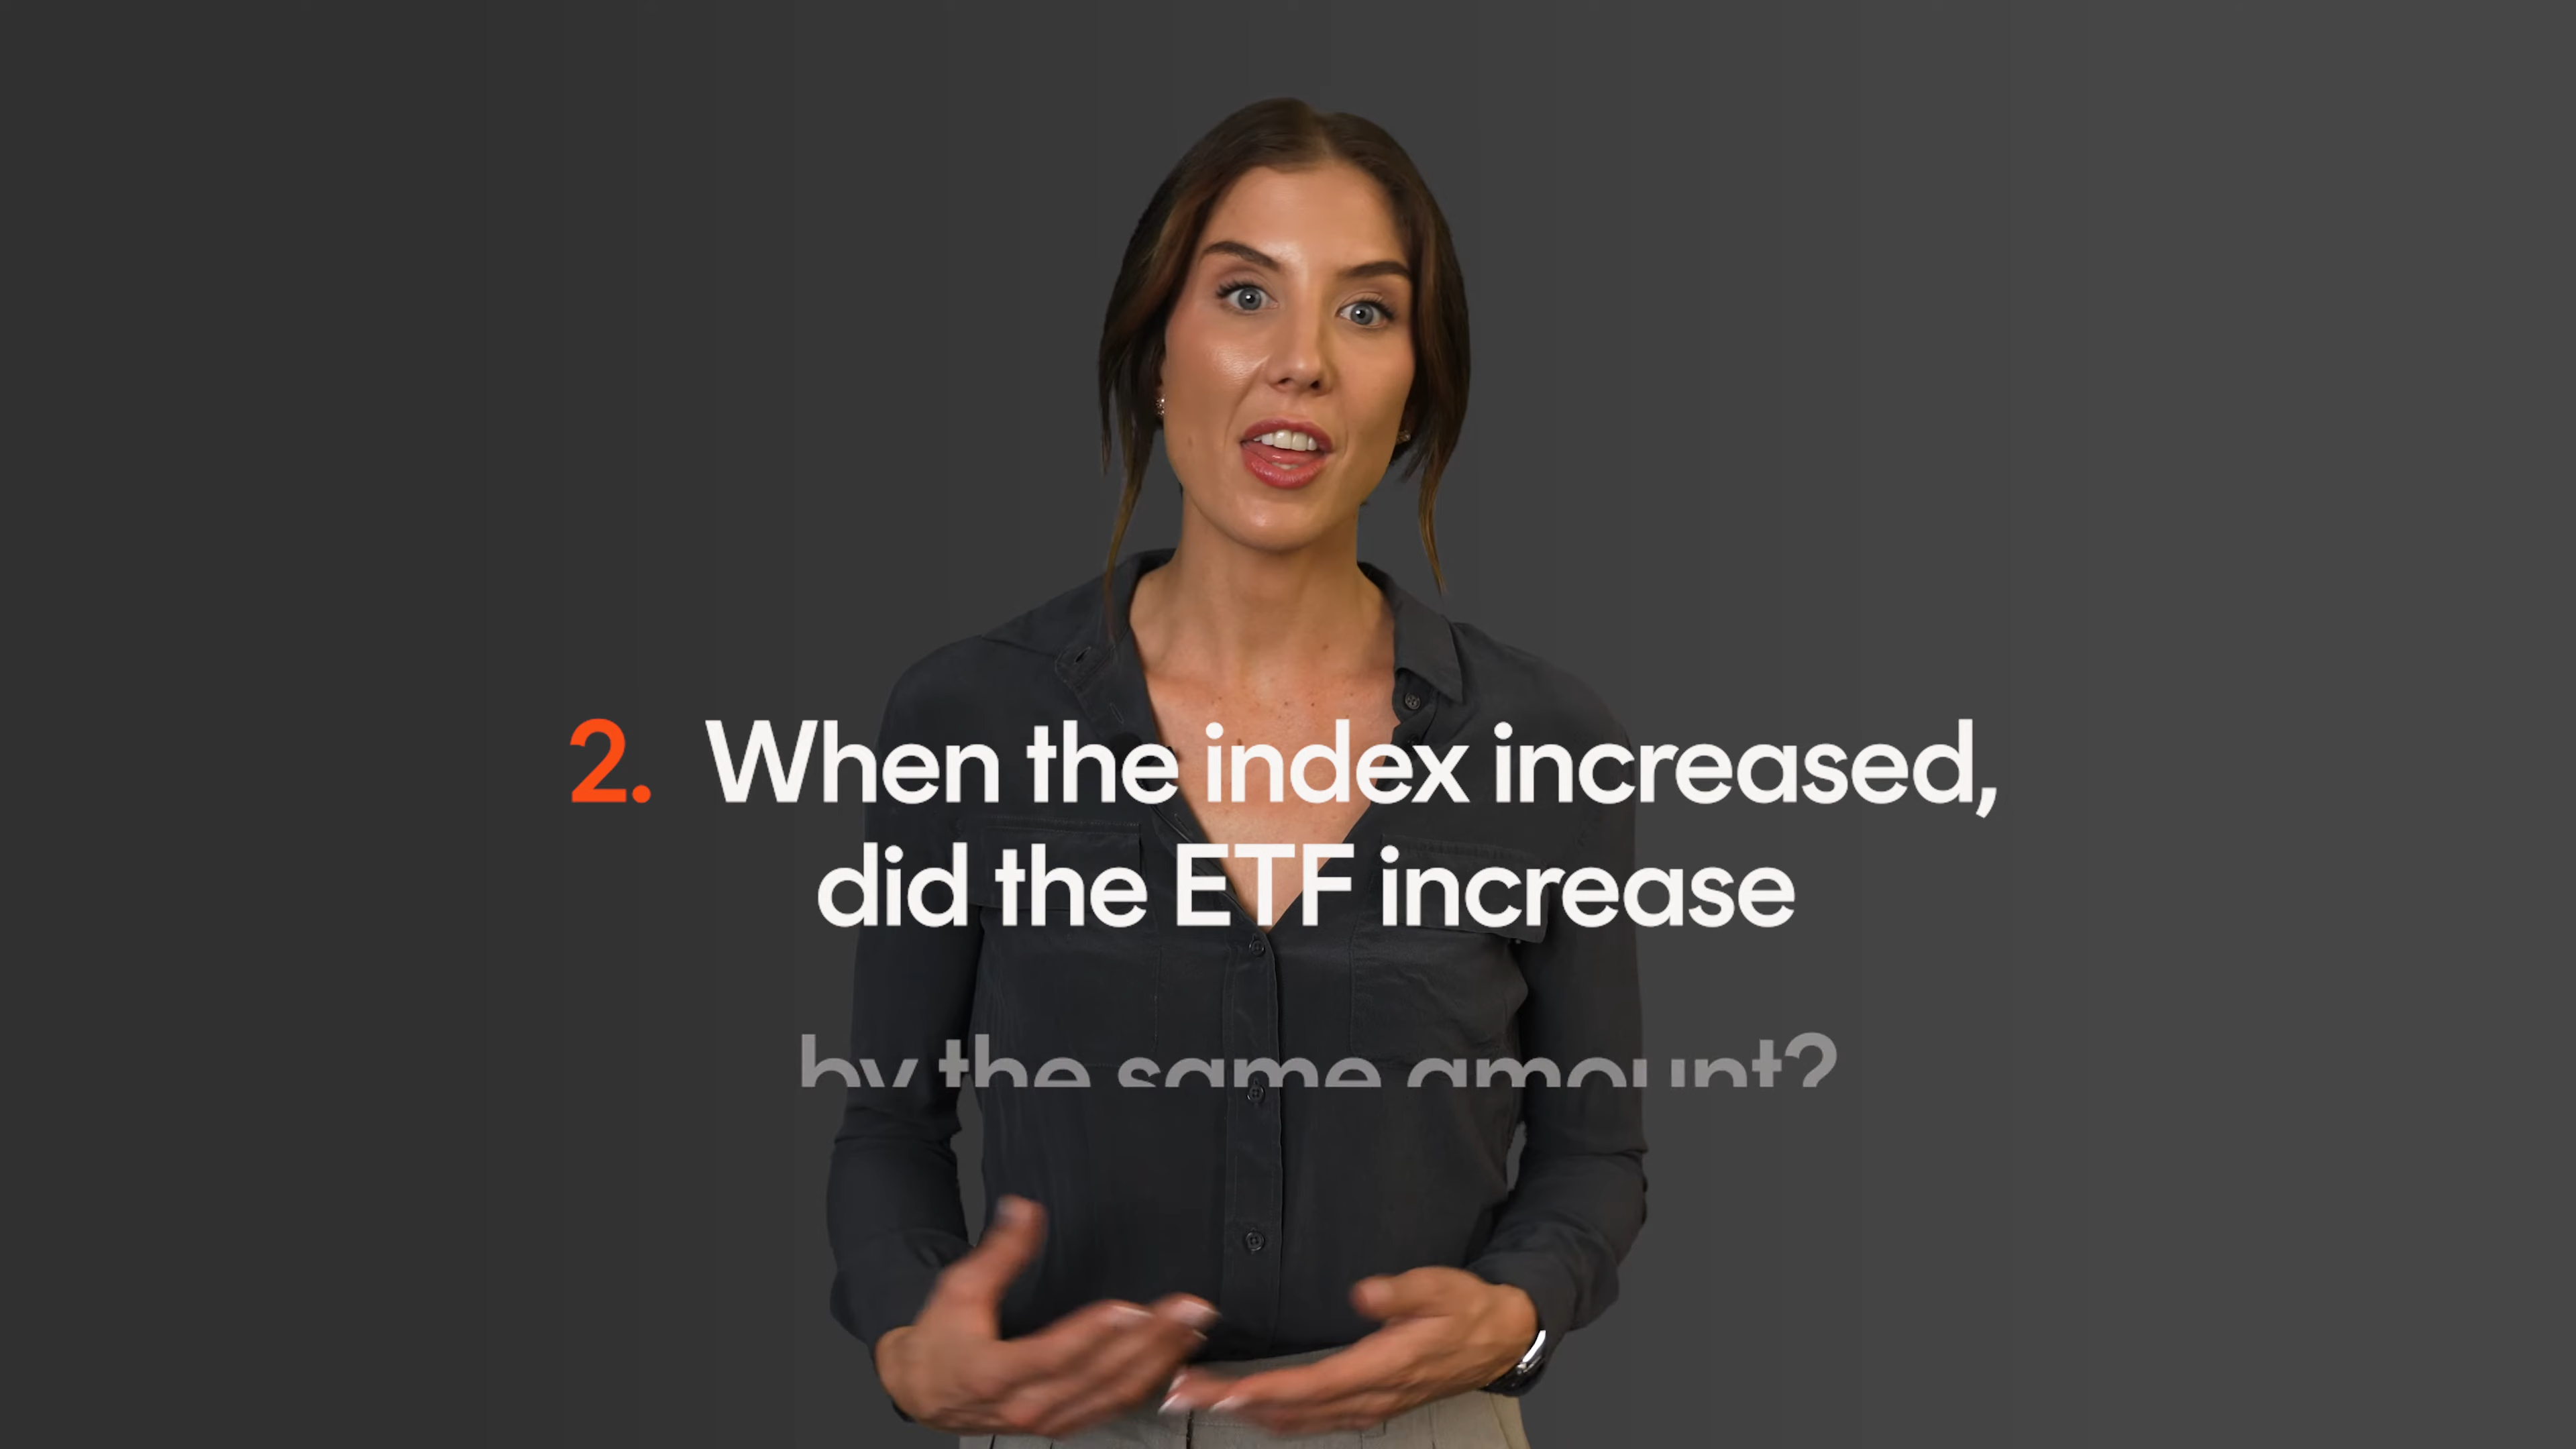 2. When the index increased,
did the ETF increase
by the same amount?